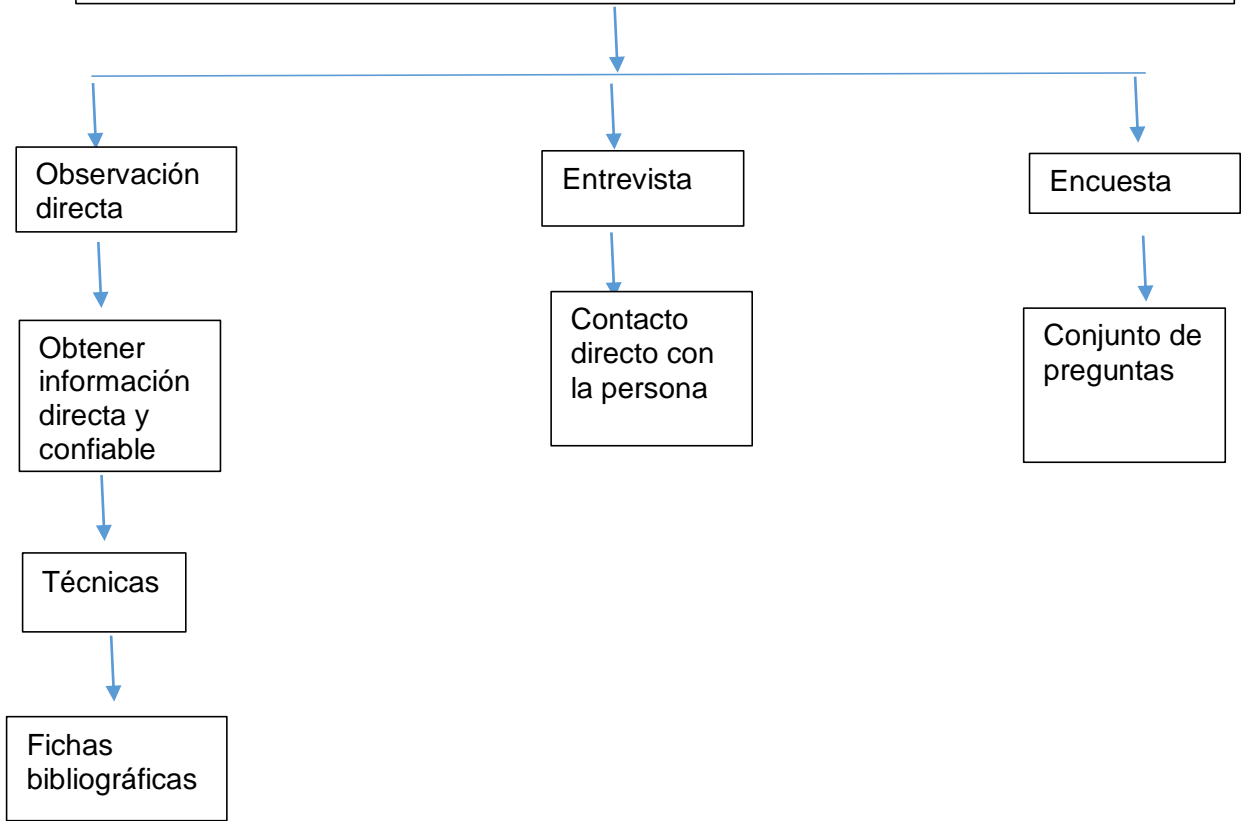 Observación
directa
Entrevista
Encuesta
Obtener
información
directa y
confiable
Contacto
directo con
la persona
Conjunto de
preguntas
Técnicas
Fichas
bibliográficas